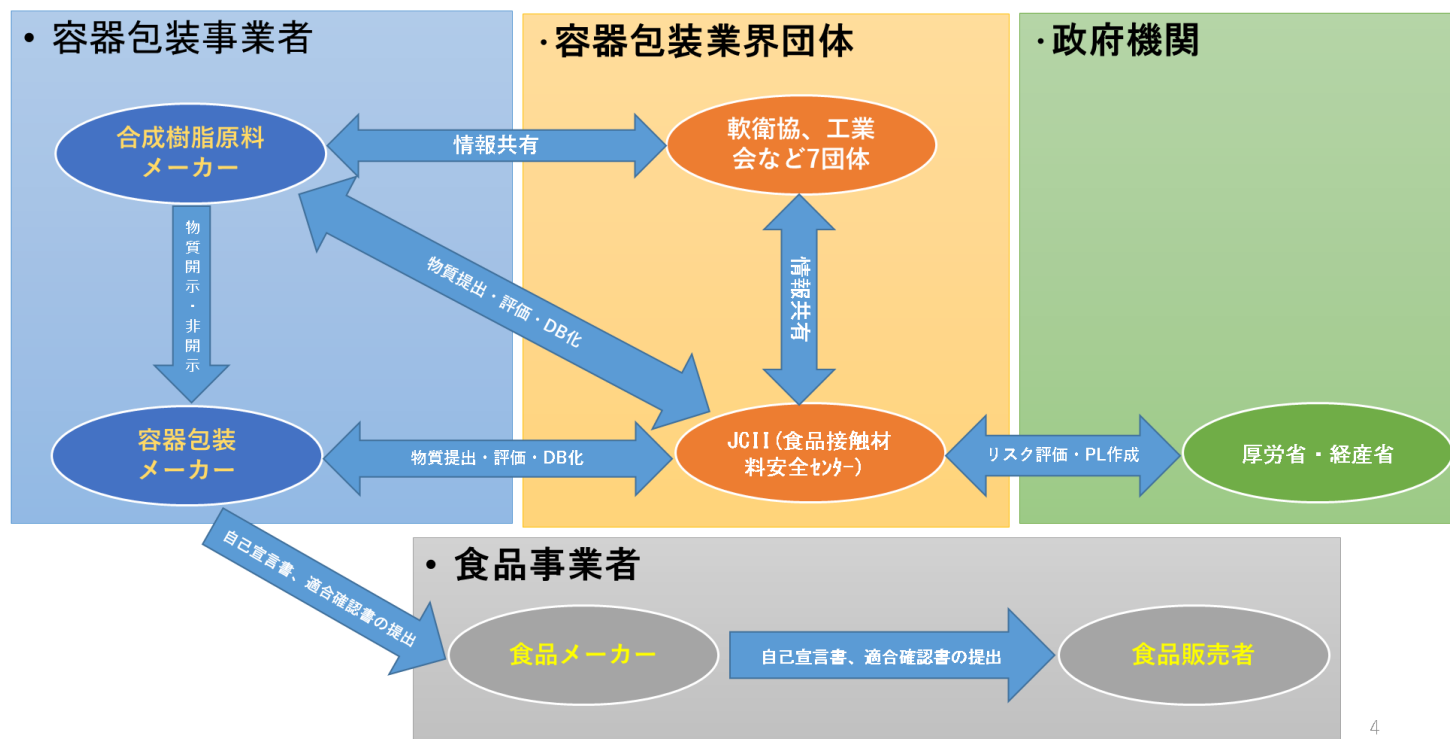 • 容器包装事業者
・容器包装業界団体
・政府機関
合成樹脂原料
メーカー
情報共有
軟衛協、工業
会など7団体
物質開示・非開示
物質提出・評価・DB化
情報共有
容器包装
メーカー
物質提出・評価・DB化
JCII(食品接触材
料安全ｾﾝﾀｰ)
リスク評価・PL作成
厚労省・経産省
自己宣言書、適合確認書の提出
• 食品事業者
食品メーカー
自己宣言書、適合確認書の提出
食品販売者
4